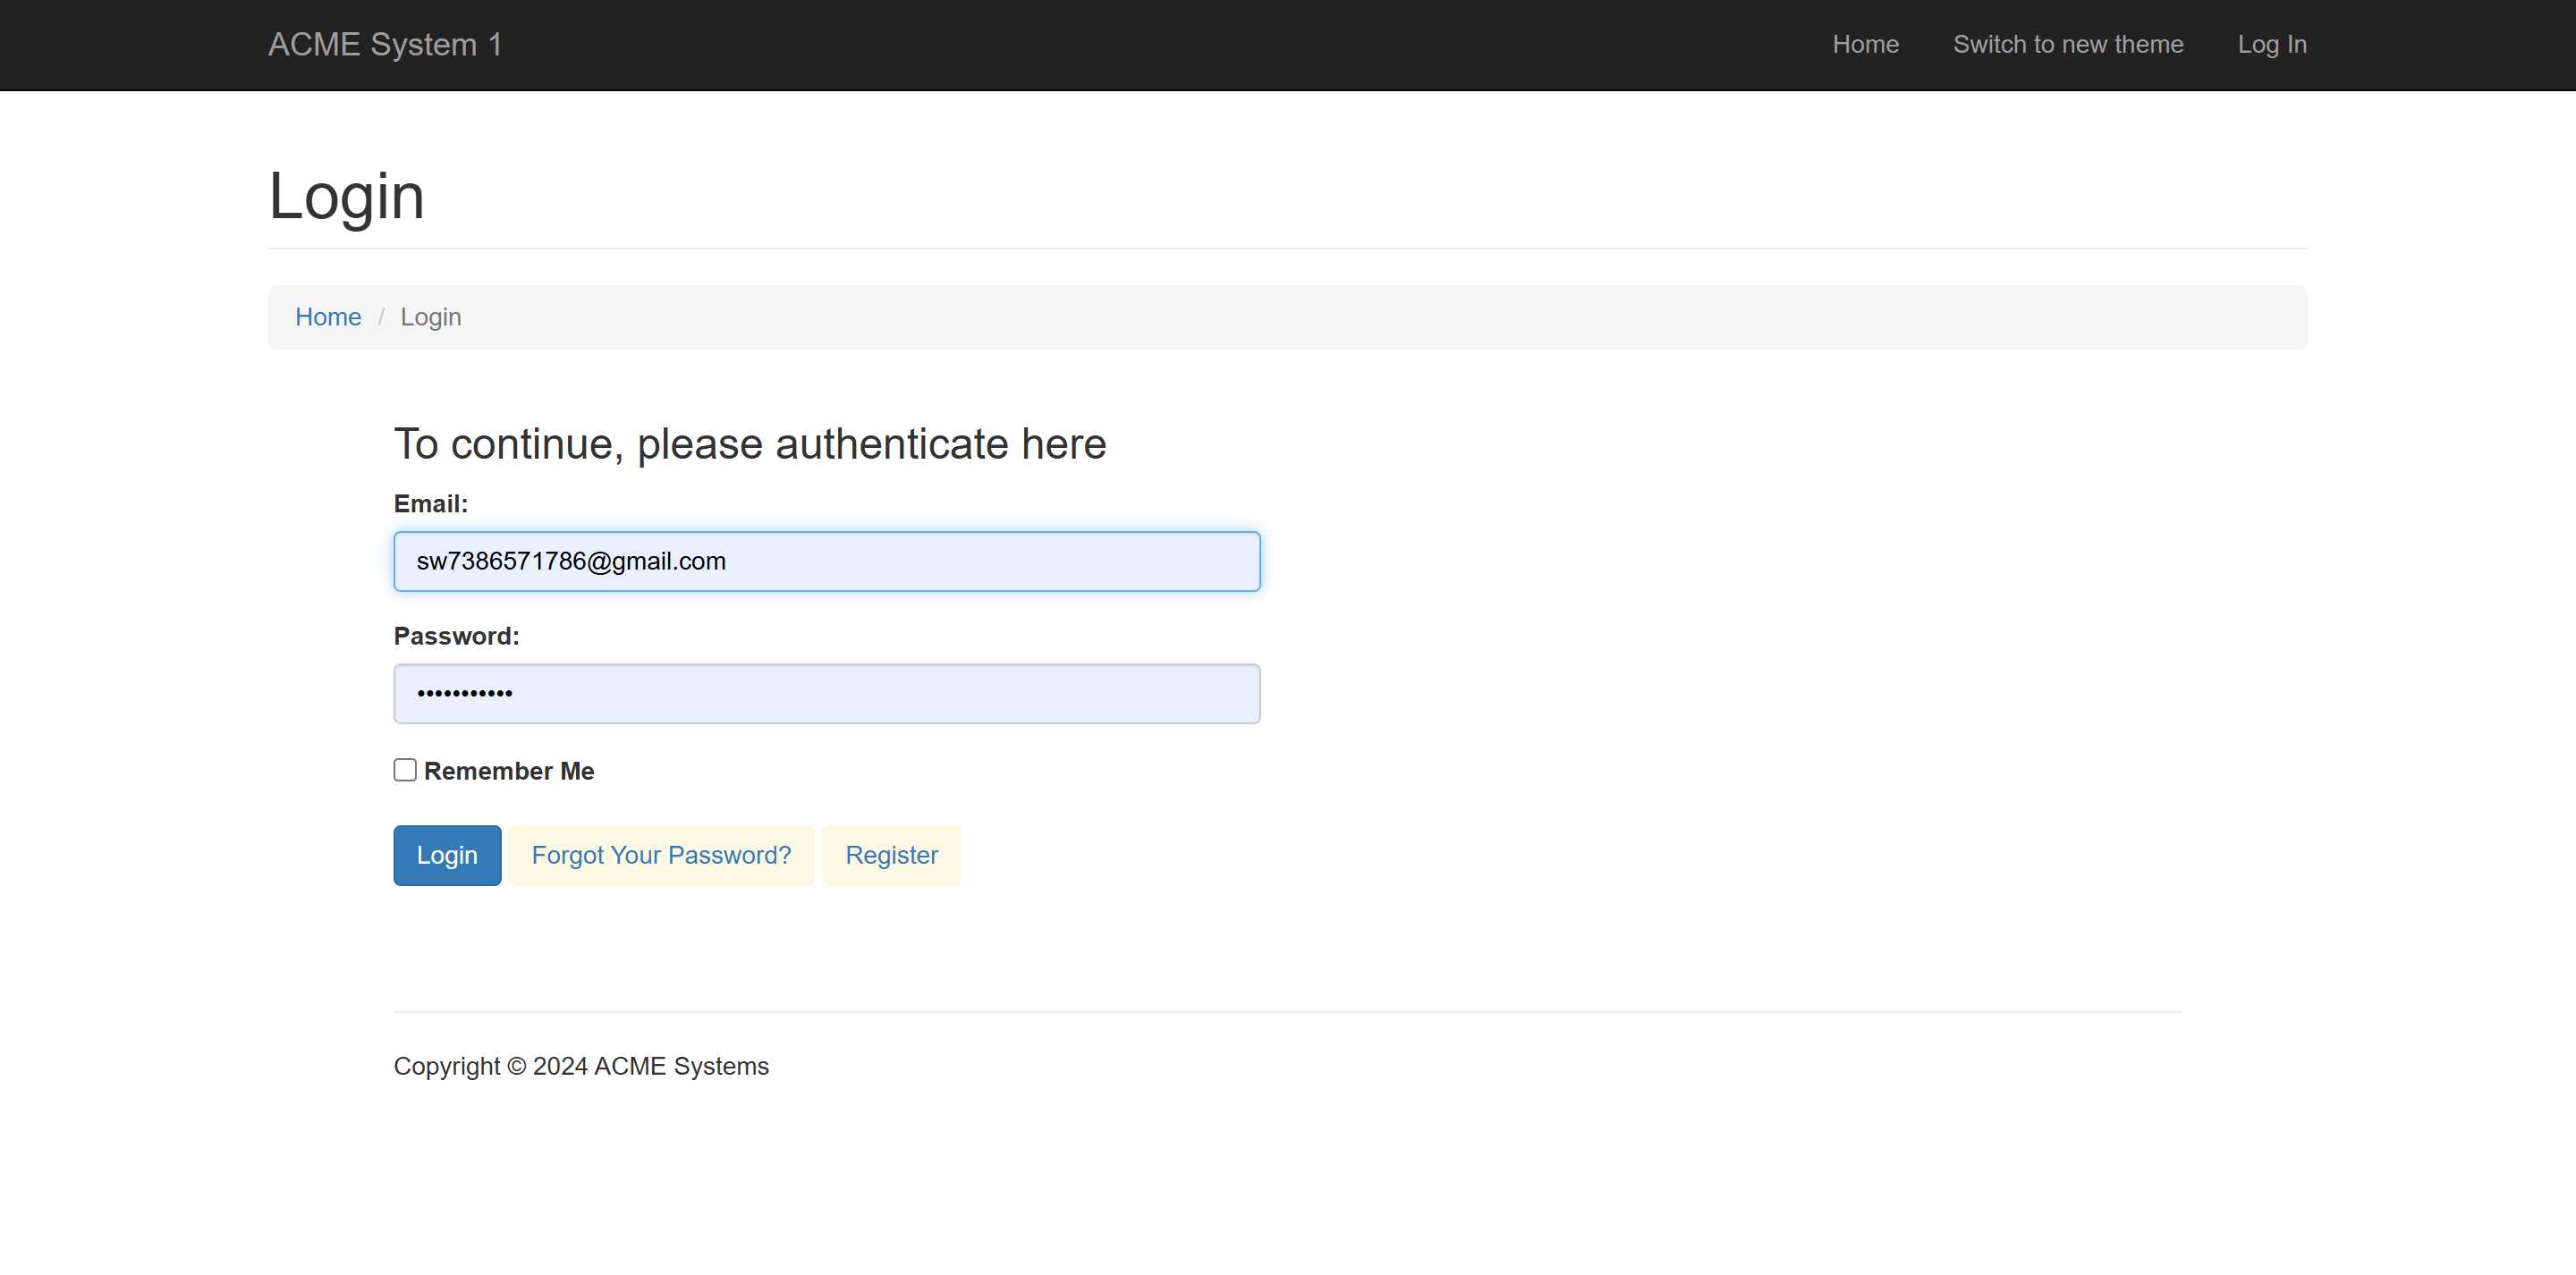 ACME System 1 Home Switch to new theme Log In
Login
Home / Login
To continue, please authenticate here
Email:
sw7386571786@gmail.com
Password:
•••••••••••
Remember Me
Login Forgot Your Password? Register
Copyright © 2024 ACME Systems